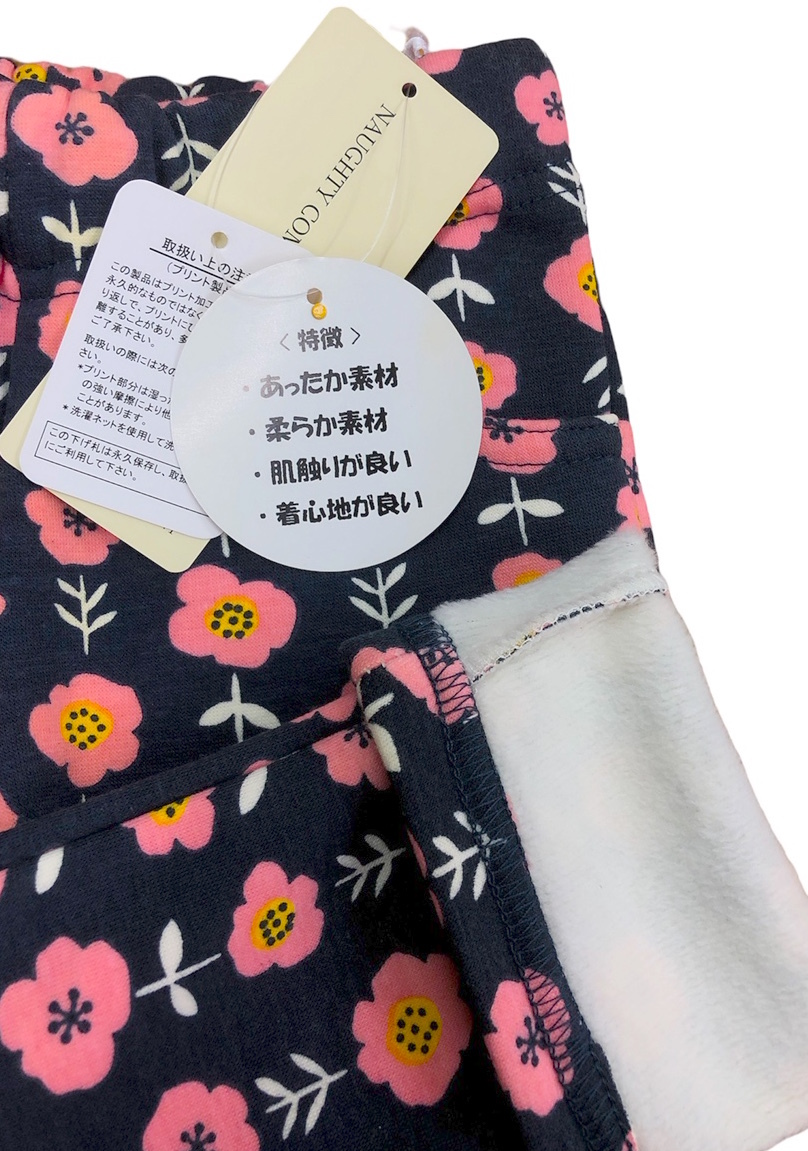 NAUGHTY
取扱い上の注
(プリント製
この製品はプリント加工
永久的なものではなく
り返しで、プリントにひ
離することがあり、多
ご了承下さい。
取扱いの際には次の
さい。
*プリント部分は湿っ
の強い摩擦により他
ことがあります。
*洗濯ネットを使用して洗
この下げ札は永久保存し、取扱
にご利用して下さい。
〈特徴〉
・あったか素材
・柔らか素材
・肌触りが良い
・着心地が良い